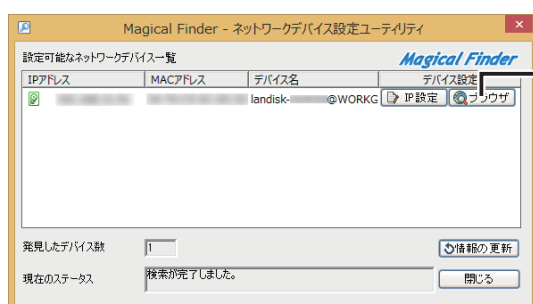 Magical Finder - ネットワークデバイス設定ユーティリティ
設定可能なネットワークデバイス一覧
Magical Finder
IPアドレス MACアドレス デバイス名 デバイス設定
landisk- @WORKG IP設定 ブラウザ
発見したデバイス数 1 情報の更新
現在のステータス 検索が完了しました。 閉じる